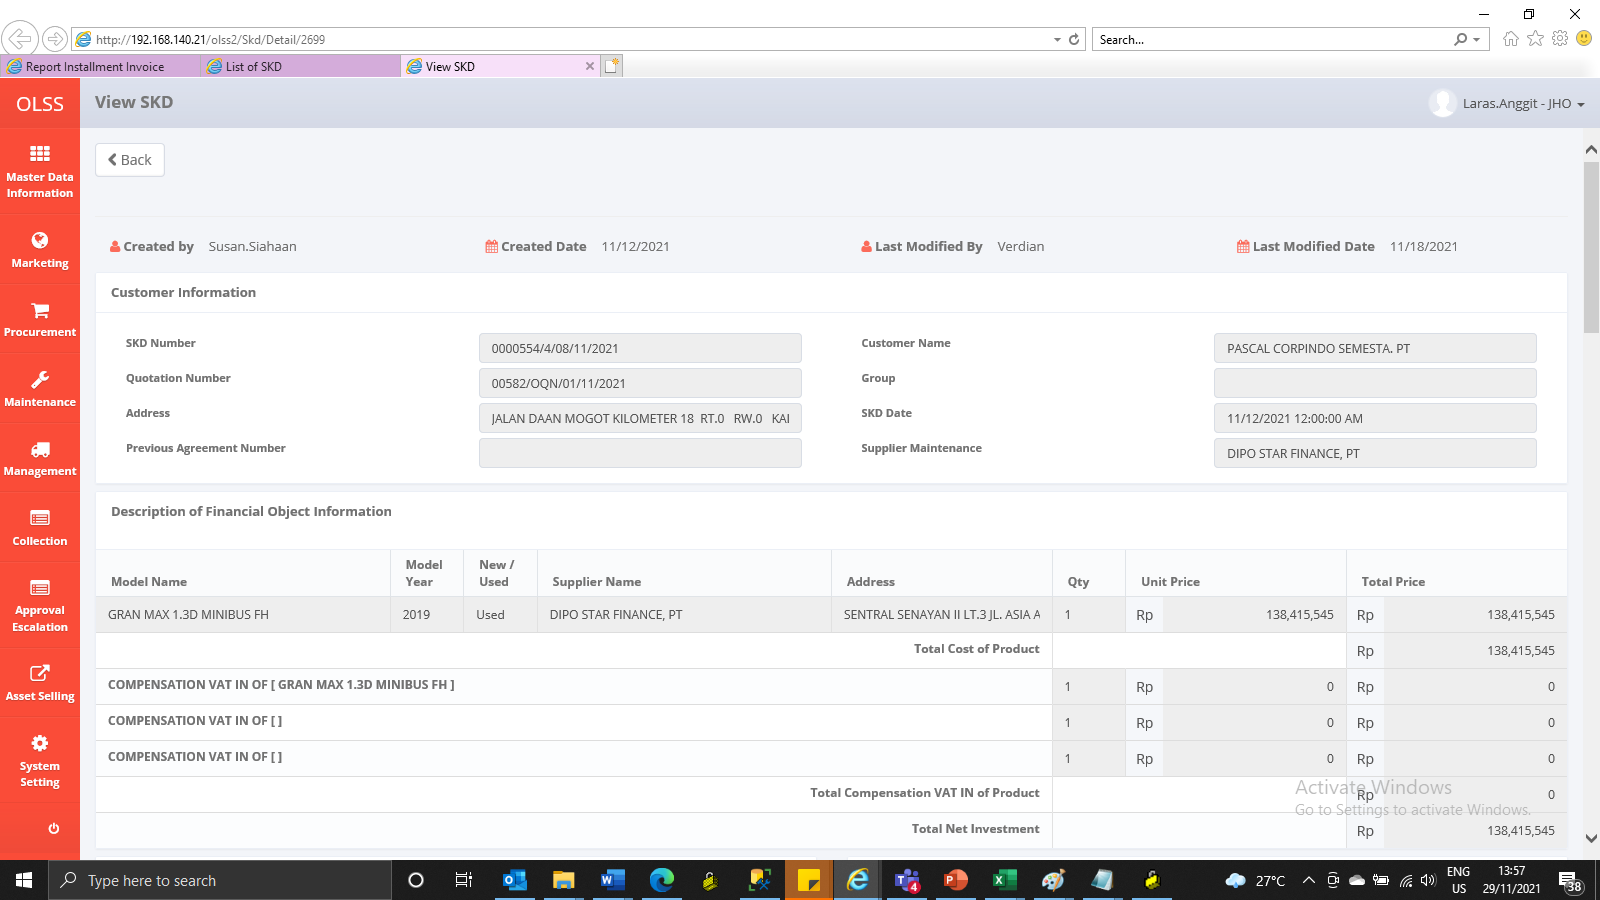 http://192.168.140.21/olss2/Skd/Detail/2699
Search...
Report Installment Invoice
List of SKD
View SKD
OLSS
View SKD
Laras.Anggit - JHO
Back
Master Data
Information
Marketing
Procurement
Maintenance
Management
Collection
Approval
Escalation
Asset Selling
System
Setting
Created by Susan.Siahaan Created Date 11/12/2021 Last Modified By Verdian Last Modified Date 11/18/2021
Customer Information
SKD Number 0000554/4/08/11/2021 Customer Name PASCAL CORPINDO SEMESTA. PT
Quotation Number 00582/OQN/01/11/2021 Group
Address JALAN DAAN MOGOT KILOMETER 18 RT.0 RW.0 KAI SKD Date 11/12/2021 12:00:00 AM
Previous Agreement Number Supplier Maintenance DIPO STAR FINANCE, PT
Description of Financial Object Information
Model Name Model Year New / Used Supplier Name Address Qty Unit Price Total Price
GRAN MAX 1.3D MINIBUS FH 2019 Used DIPO STAR FINANCE, PT SENTRAL SENAYAN II LT.3 JL. ASIA A 1 Rp 138,415,545 Rp 138,415,545
Total Cost of Product Rp 138,415,545
COMPENSATION VAT IN OF [ GRAN MAX 1.3D MINIBUS FH ] 1 Rp 0 Rp 0
COMPENSATION VAT IN OF [ ] 1 Rp 0 Rp 0
COMPENSATION VAT IN OF [ ] 1 Rp 0 Rp 0
Total Compensation VAT IN of Product Rp 0
Total Net Investment Rp 138,415,545
Activate Windows
Go to Settings to activate Windows.
Type here to search
4
27°C
ENG
US
13:57
29/11/2021
38